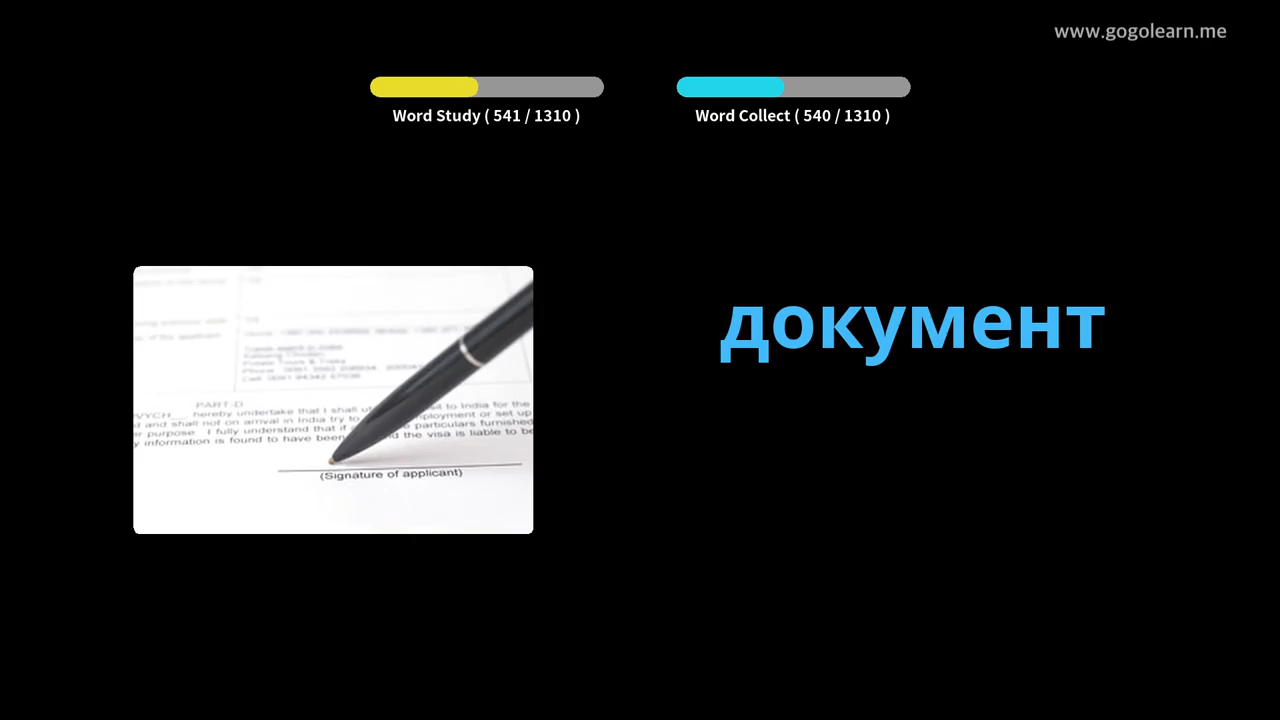 www.gogolearn.me
Word Study ( 541 / 1310 )
Word Collect ( 540 / 1310 )
документ
PART-D
hereby undertake that I shall to India for the
and shall not on arrival in India try to employment or set up
purpose. I fully understand that if particulars furnished
information is found to have been the visa is liable to be
(Signature of applicant)